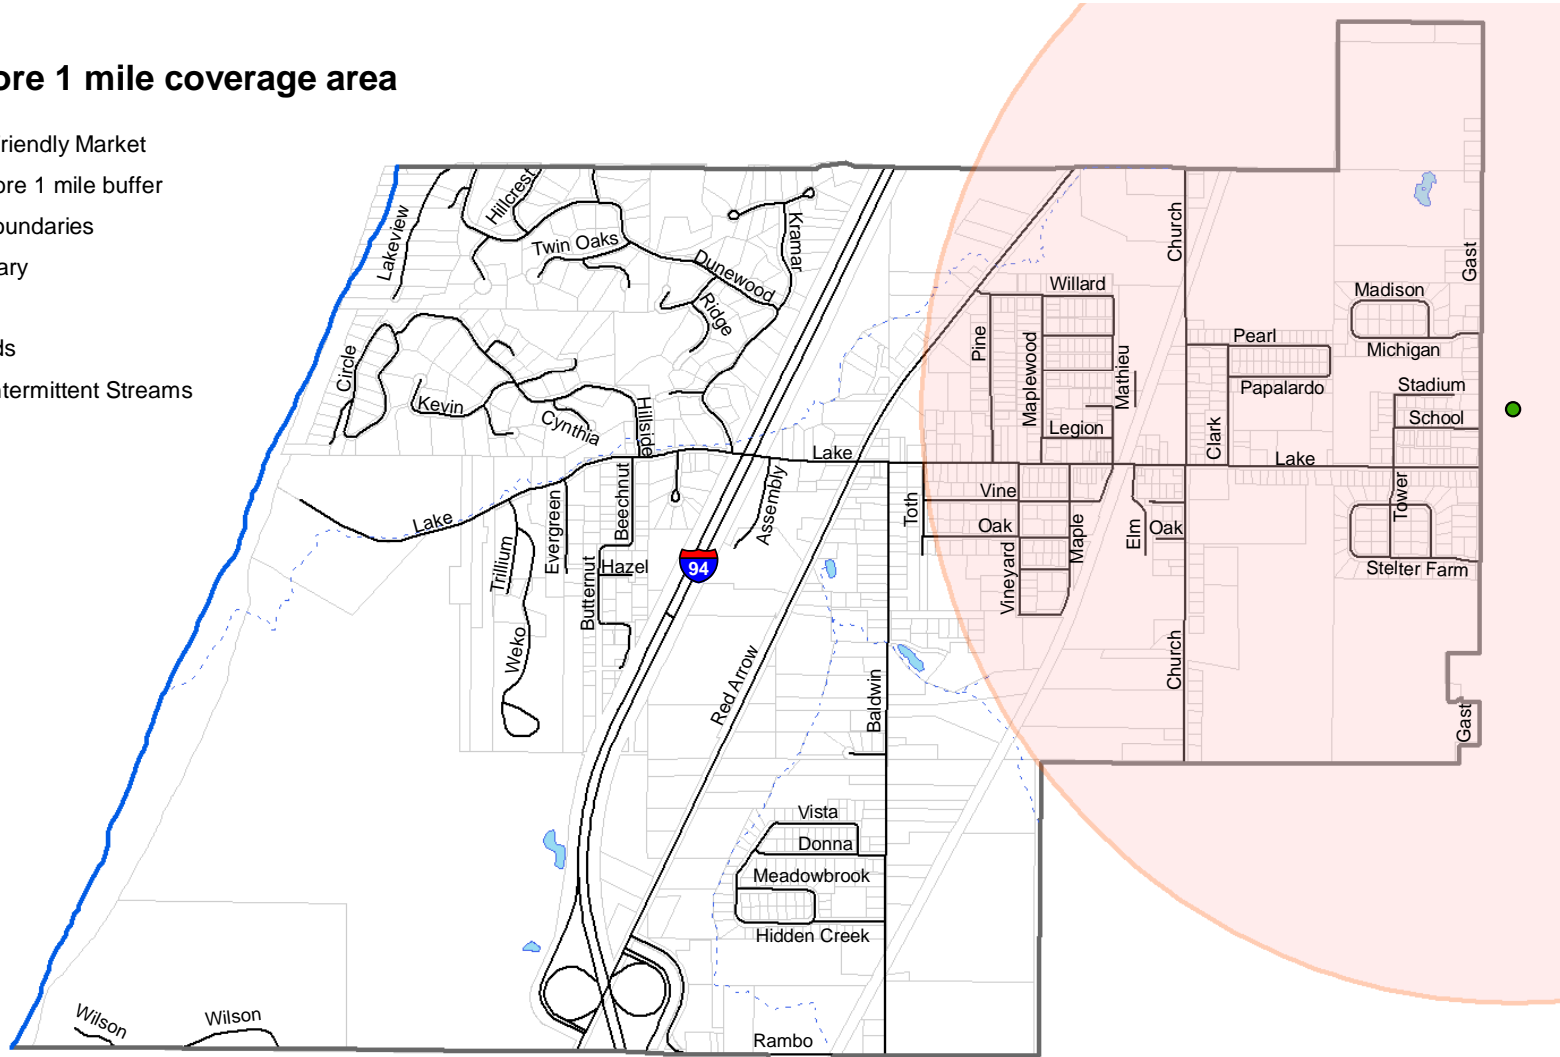 ore 1 mile coverage area
riendly Market
ore 1 mile buffer
oundaries
ary
ds
ntermittent Streams
Lakeview
Hillcrest
Twin Oaks
Dunewood
Kramar
Ridge
Circle
Kevin
Cynthia
Hillside
Lake
Lake
Evergreen
Beechnut
Trillium
Butternut
Hazel
Weko
94
Assembly
Red Arrow
Toth
Baldwin
Vista
Donna
Meadowbrook
Hidden Creek
Wilson
Wilson
Rambo
Church
Willard
Pine
Maplewood
Mathieu
Legion
Vine
Oak
Vineyard
Maple
Elm
Oak
Church
Clark
Pearl
Papalardo
Lake
Madison
Michigan
Stadium
School
Tower
Stelter Farm
Gast
Gast